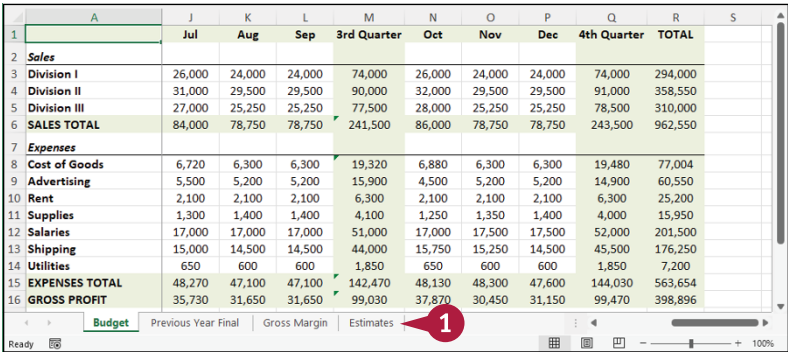 A J K L M N O P Q R S
1 Jul Aug Sep 3rd Quarter Oct Nov Dec 4th Quarter TOTAL
2 Sales
3 Division I 26,000 24,000 24,000 74,000 26,000 24,000 24,000 74,000 294,000
4 Division II 31,000 29,500 29,500 90,000 32,000 29,500 29,500 91,000 358,550
5 Division III 27,000 25,250 25,250 77,500 28,000 25,250 25,250 78,500 310,000
6 SALES TOTAL 84,000 78,750 78,750 241,500 86,000 78,750 78,750 243,500 962,550
7 Expenses
8 Cost of Goods 6,720 6,300 6,300 19,320 6,880 6,300 6,300 19,480 77,004
9 Advertising 5,500 5,200 5,200 15,900 4,500 5,200 5,200 14,900 60,550
10 Rent 2,100 2,100 2,100 6,300 2,100 2,100 2,100 6,300 25,200
11 Supplies 1,300 1,400 1,400 4,100 1,250 1,350 1,400 4,000 15,950
12 Salaries 17,000 17,000 17,000 51,000 17,000 17,500 17,500 52,000 201,500
13 Shipping 15,000 14,500 14,500 44,000 15,750 15,250 14,500 45,500 176,250
14 Utilities 650 600 600 1,850 650 600 600 1,850 7,200
15 EXPENSES TOTAL 48,270 47,100 47,100 142,470 48,130 48,300 47,600 144,030 563,654
16 GROSS PROFIT 35,730 31,650 31,650 99,030 37,870 30,450 31,150 99,470 398,896
Budget Previous Year Final Gross Margin Estimates 1
Ready 100%